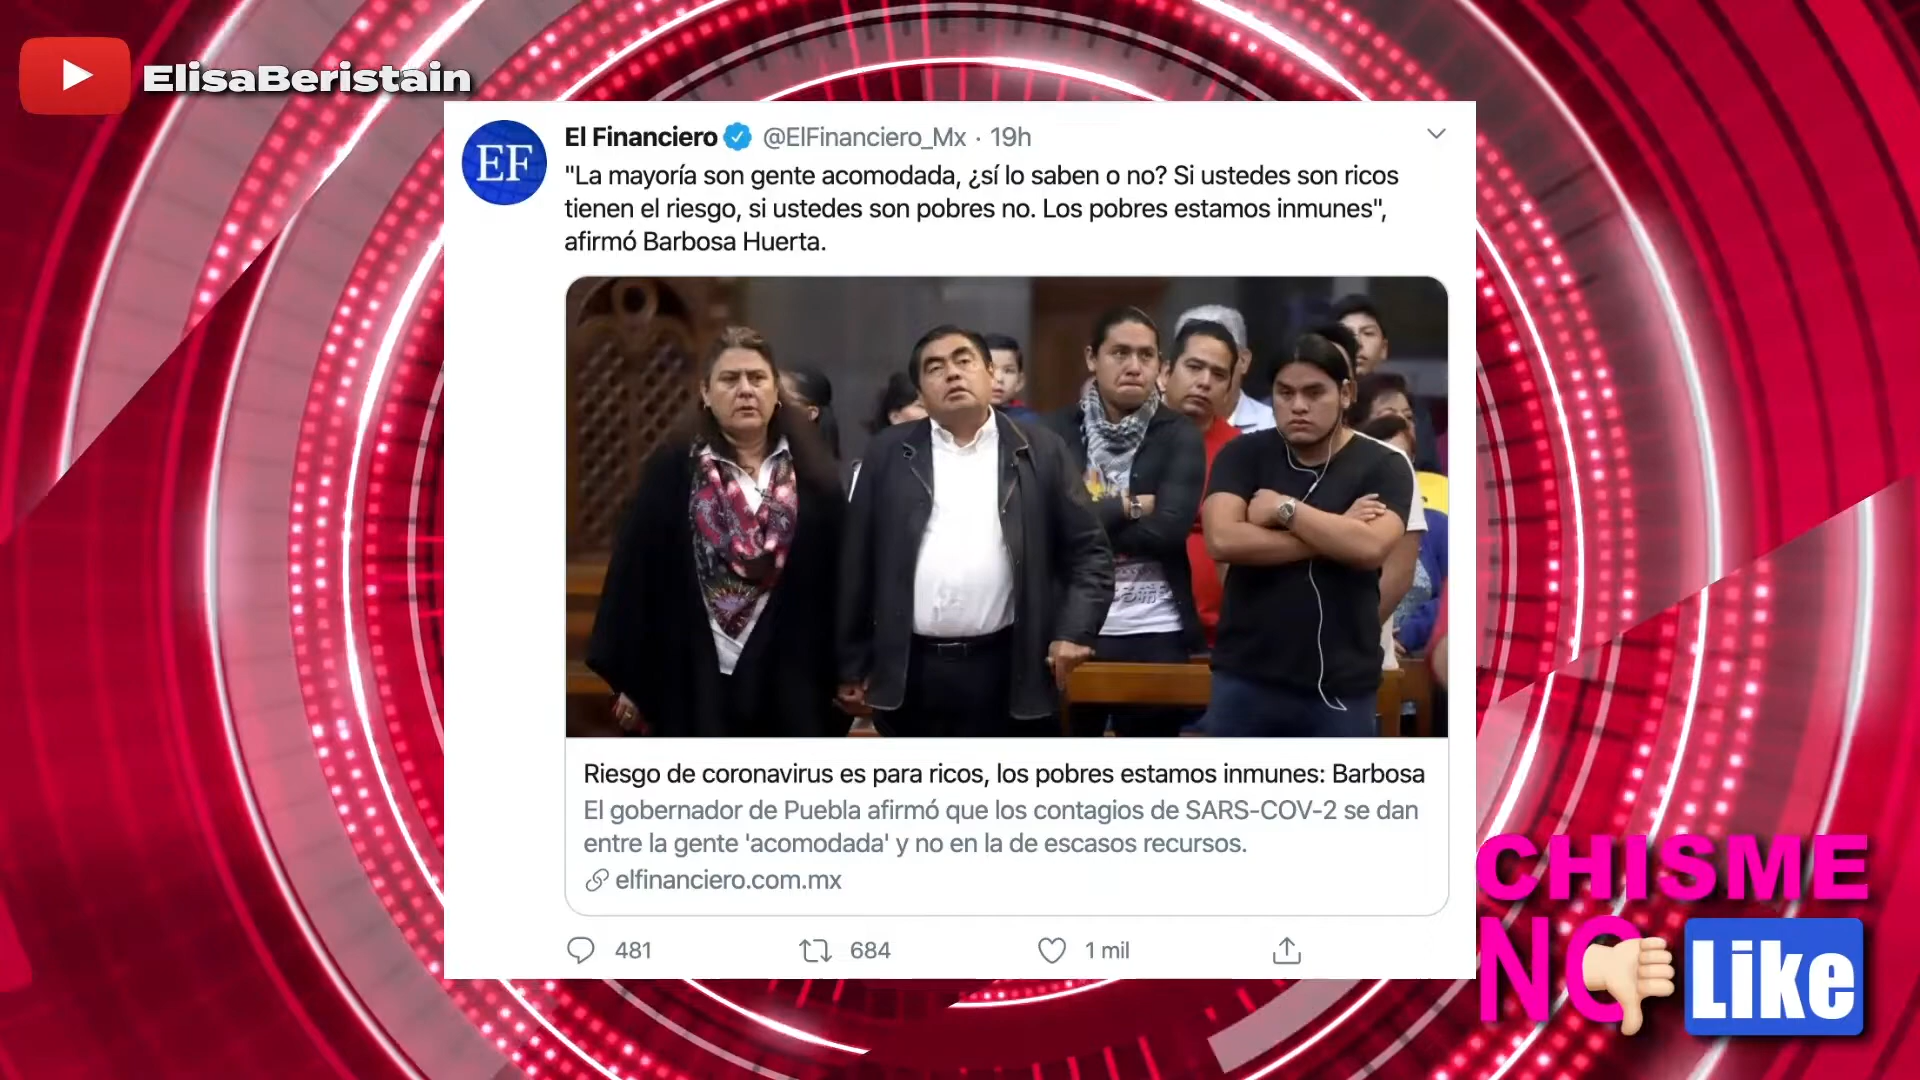 ElisaBeristain
EF
El Financiero @ElFinanciero_Mx · 19h
"La mayoría son gente acomodada, ¿sí lo saben o no? Si ustedes son ricos
tienen el riesgo, si ustedes son pobres no. Los pobres estamos inmunes",
afirmó Barbosa Huerta.
Riesgo de coronavirus es para ricos, los pobres estamos inmunes: Barbosa
El gobernador de Puebla afirmó que los contagios de SARS-COV-2 se dan
entre la gente 'acomodada' y no en la de escasos recursos.
elfinanciero.com.mx
481 684 1 mil
CHISME
NO Like